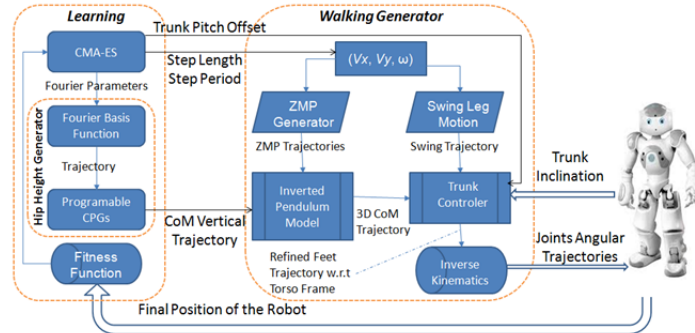 Learning
Walking Generator
Trunk Pitch Offset
CMA-ES
Step Length
Step Period
(Vx, Vy, ω)
Fourier Parameters
Hip Height Generator
Fourier Basis
Function
ZMP
Generator
Swing Leg
Motion
Trajectory
ZMP Trajectories
Swing Trajectory
Programable
CPGs
Inverted
Pendulum
Model
3D CoM
Trajectory
Trunk
Controler
Trunk
Inclination
CoM Vertical
Trajectory
Fitness
Function
Refined Feet
Trajectory w.r.t
Torso Frame
Inverse
Kinematics
Joints Angular
Trajectories
Final Position of the Robot